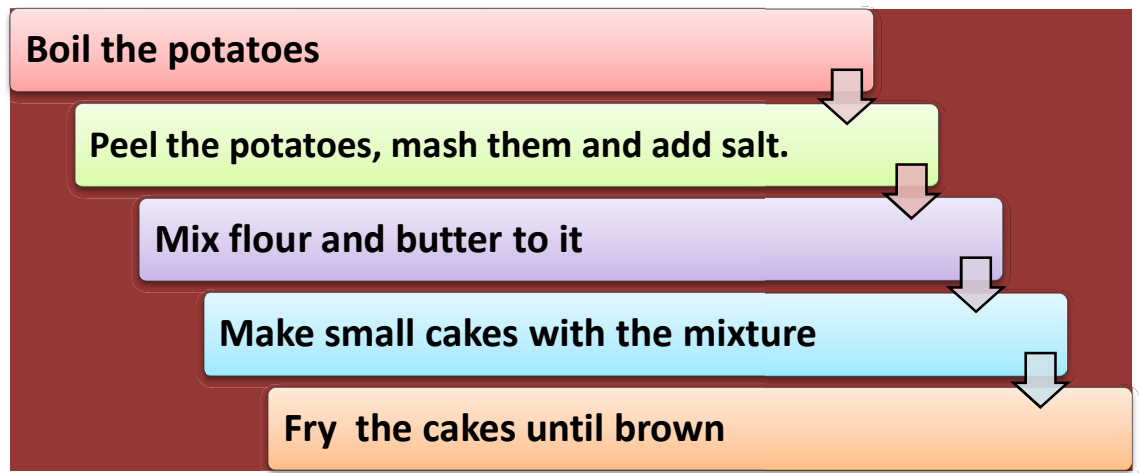 Boil the potatoes
Peel the potatoes, mash them and add salt.
Mix flour and butter to it
Make small cakes with the mixture
Fry the cakes until brown